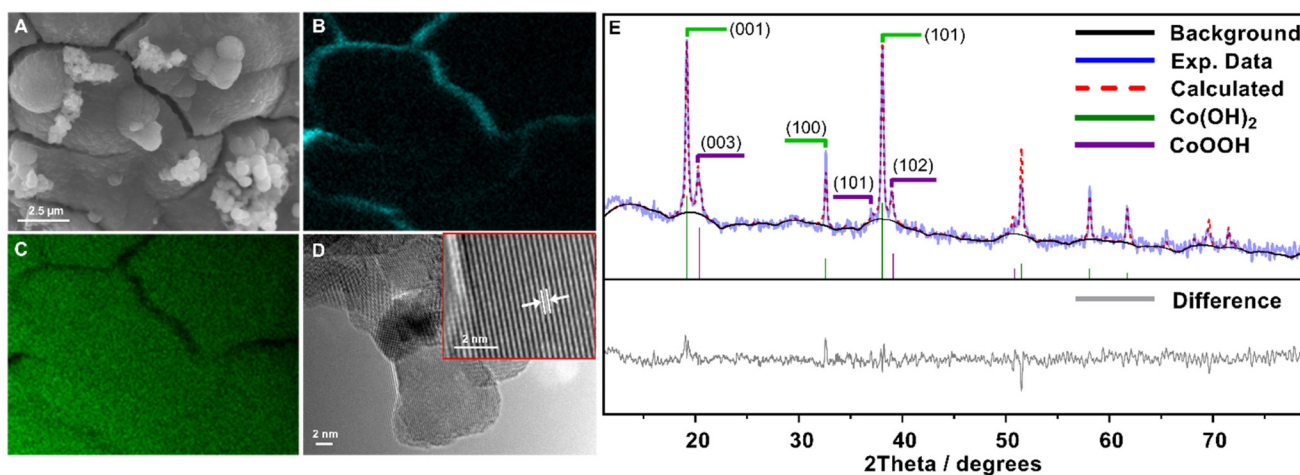 A
2.5 µm
B
C
D
2 nm
2 nm
E
(001)
(003)
(100)
(101)
(101)
(102)
Background
Exp. Data
Calculated
Co(OH)₂
CoOOH
Difference
20 30 40 50 60 70
2Theta / degrees